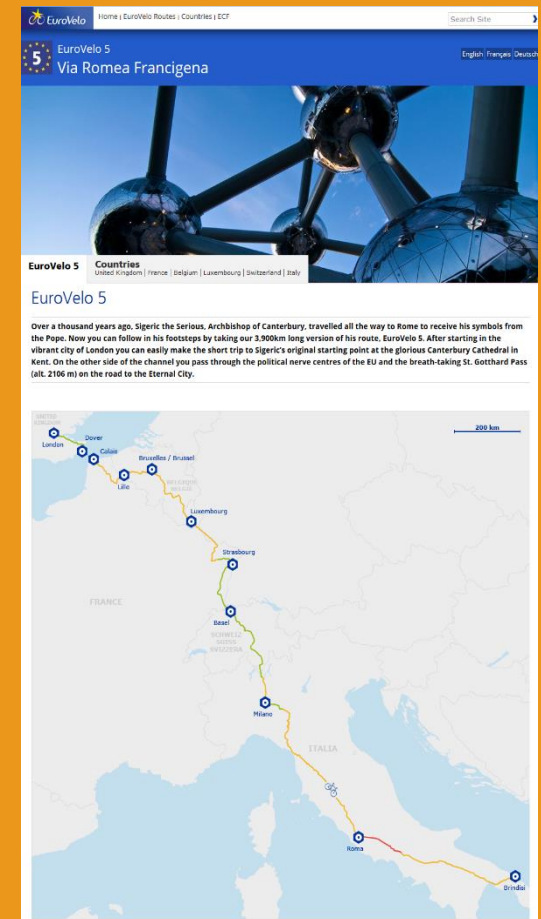 EuroVelo
Home | EuroVelo Routes | Countries | ECF
Search Site
5
EuroVelo 5
Via Romea Francigena
English Français Deutsch
EuroVelo 5
Countries
United Kingdom | France | Belgium | Luxembourg | Switzerland | Italy
EuroVelo 5
Over a thousand years ago, Sigeric the Serious, Archbishop of Canterbury, travelled all the way to Rome to receive his symbols from
the Pope. Now you can follow in his footsteps by taking our 3,900km long version of his route, EuroVelo 5. After starting in the
vibrant city of London you can easily make the short trip to Sigeric's original starting point at the glorious Canterbury Cathedral in
Kent. On the other side of the channel you pass through the political nerve centres of the EU and the breath-taking St. Gotthard Pass
(alt. 2106 m) on the road to the Eternal City.
200 km
UNITED
KINGDOM
London
Dover
Calais
Lille
Bruxelles / Brussel
Luxembourg
Strasbourg
FRANCE
Basel
SCHWEIZ
SUISSE
SVIZZERA
Milano
ITALIA
Roma
Brindisi